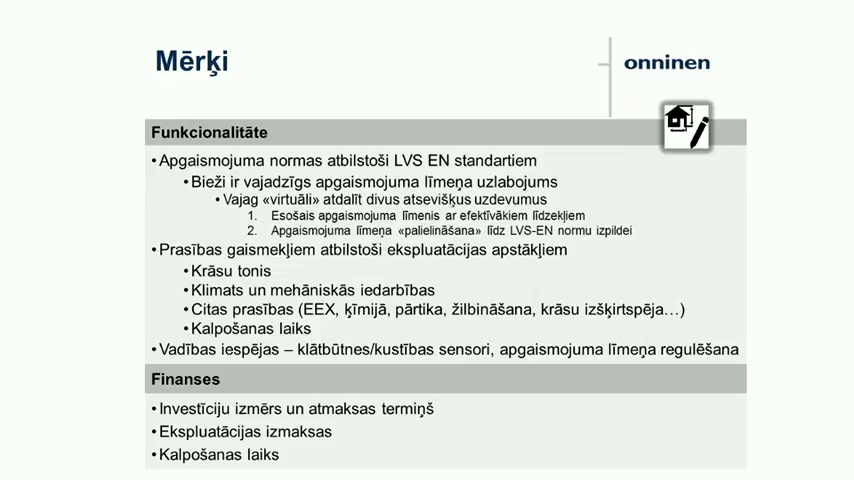 Mērķi
onninen
Funkcionalitāte
•Apgaismojuma normas atbilstoši LVS EN standartiem
•Bieži ir vajadzīgs apgaismojuma līmeņa uzlabojums
•Vajag «virtuāli» atdalīt divus atsevišķus uzdevumus
1. Esošais apgaismojuma līmenis ar efektīvākiem līdzekļiem
2. Apgaismojuma līmeņa «palielināšana» līdz LVS-EN normu izpildei
•Prasības gaismekļiem atbilstoši ekspluatācijas apstākļiem
•Krāsu tonis
•Klimats un mehāniskās iedarbības
•Citas prasības (EEX, ķīmijā, pārtika, žilbināšana, krāsu izšķirtspēja…)
•Kalpošanas laiks
•Vadības iespējas – klātbūtnes/kustības sensori, apgaismojuma līmeņa regulēšana
Finanses
•Investīciju izmērs un atmaksas termiņš
•Ekspluatācijas izmaksas
•Kalpošanas laiks